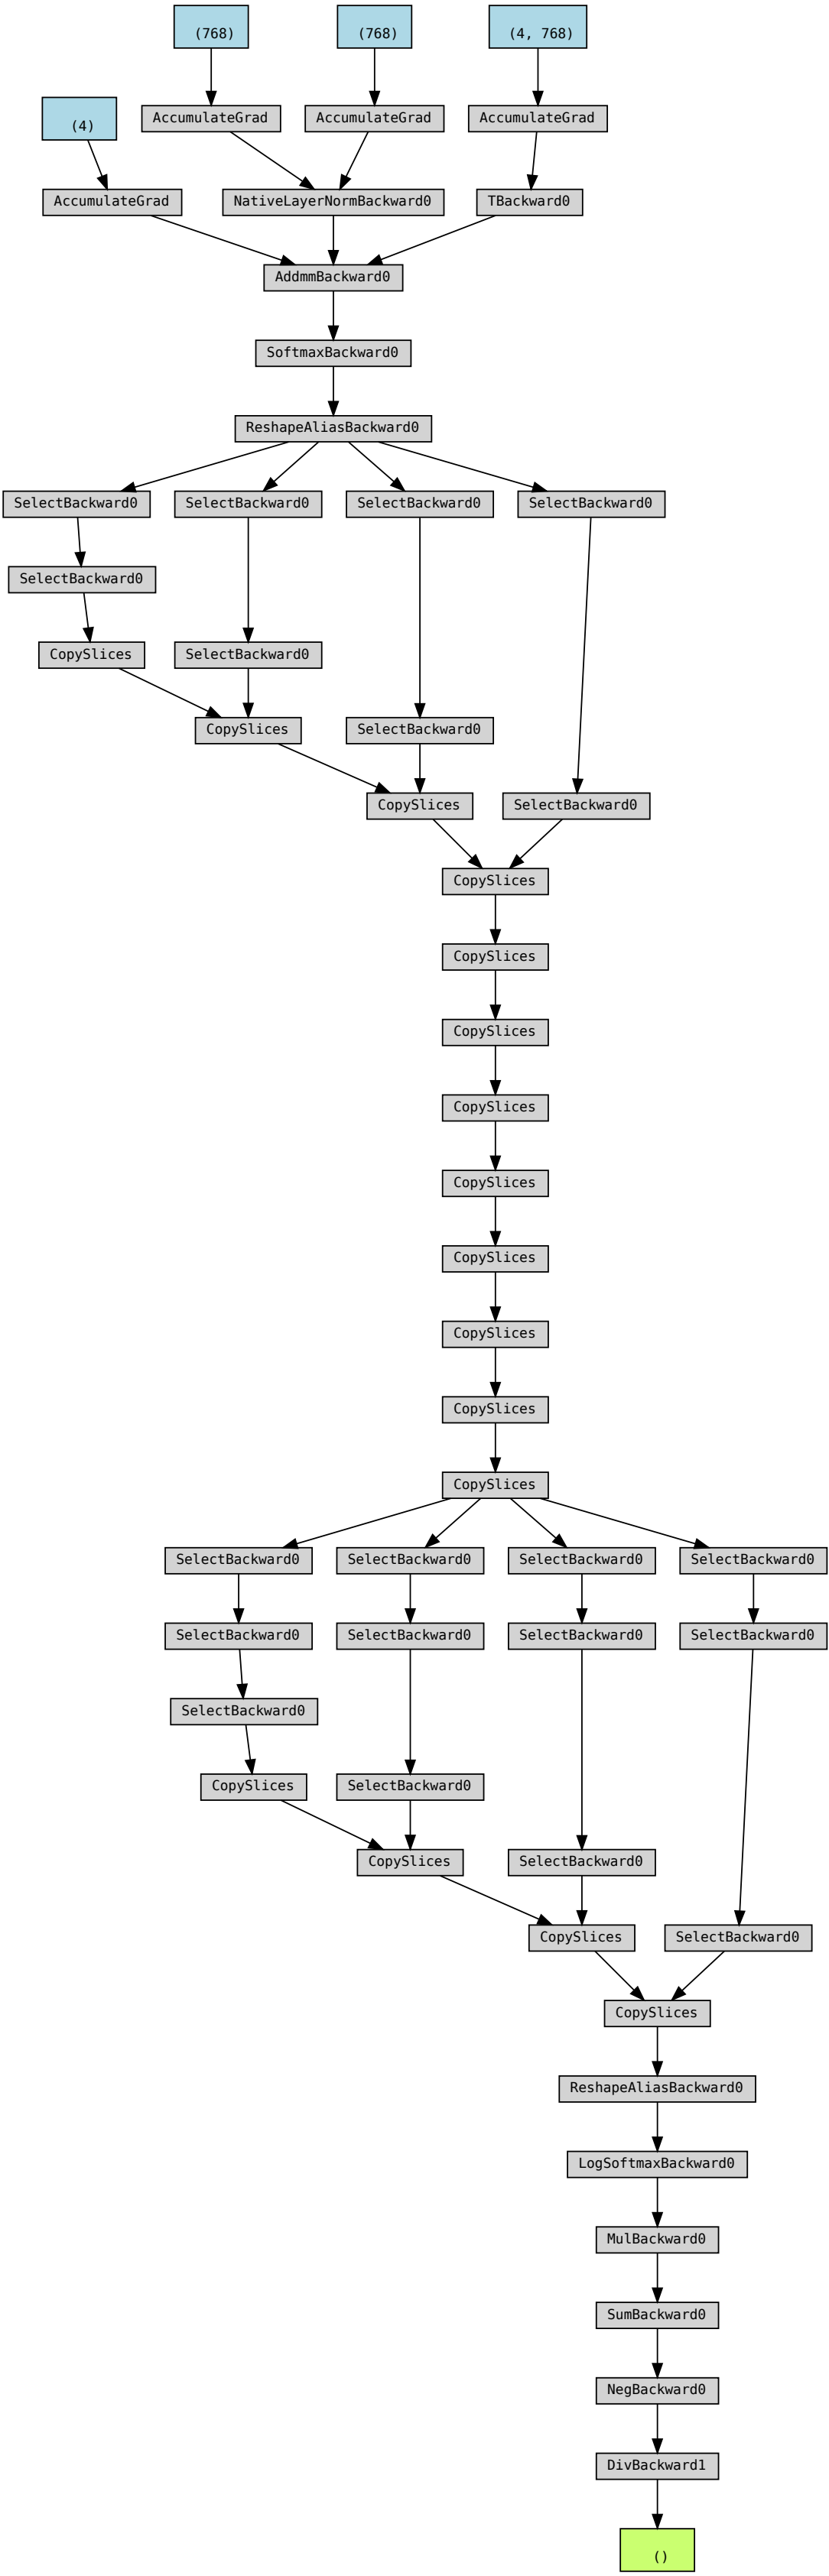 (768)
(768)
(4, 768)
(4)
AccumulateGrad
AccumulateGrad
AccumulateGrad
AccumulateGrad
NativeLayerNormBackward0
TBackward0
AddmmBackward0
SoftmaxBackward0
ReshapeAliasBackward0
SelectBackward0
SelectBackward0
SelectBackward0
SelectBackward0
SelectBackward0
CopySlices
SelectBackward0
CopySlices
SelectBackward0
CopySlices
SelectBackward0
CopySlices
CopySlices
CopySlices
CopySlices
CopySlices
CopySlices
CopySlices
CopySlices
CopySlices
SelectBackward0
SelectBackward0
SelectBackward0
SelectBackward0
SelectBackward0
SelectBackward0
SelectBackward0
SelectBackward0
SelectBackward0
CopySlices
SelectBackward0
CopySlices
SelectBackward0
CopySlices
SelectBackward0
CopySlices
ReshapeAliasBackward0
LogSoftmaxBackward0
MulBackward0
SumBackward0
NegBackward0
DivBackward1
()